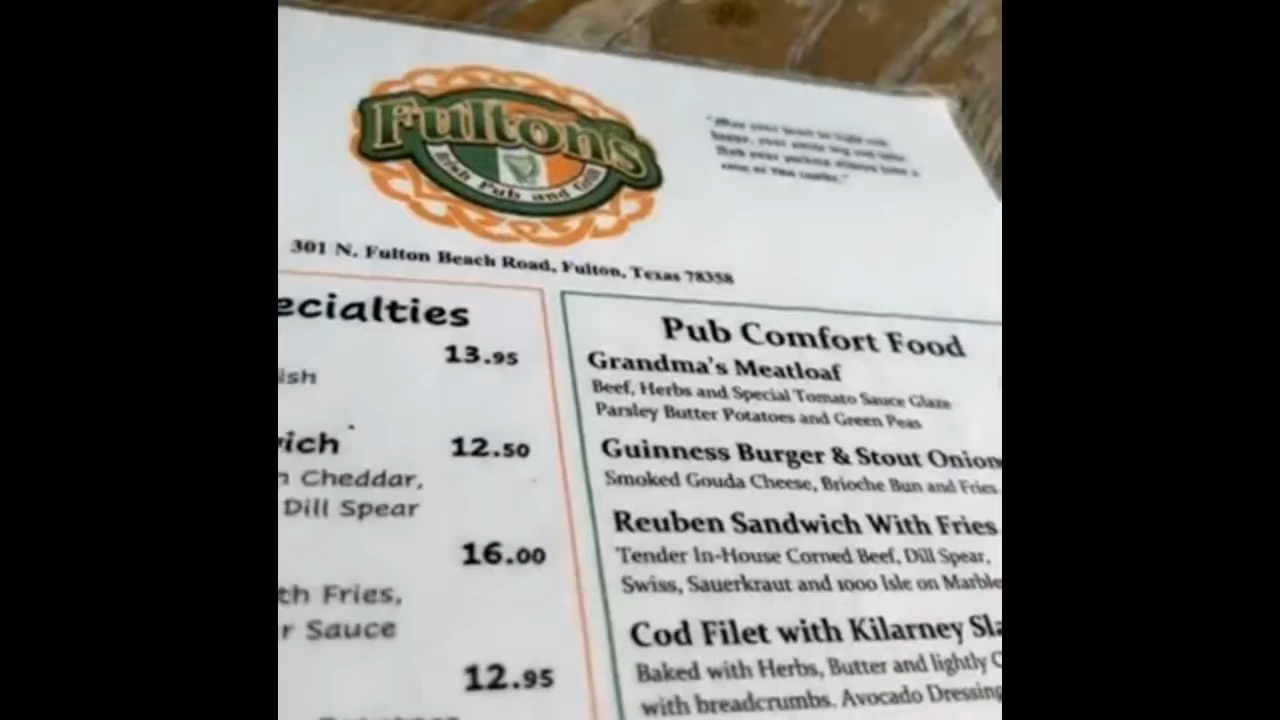 Fultons
Irish Pub and Grill
301 N. Fulton Beach Road, Fulton, Texas 78358
ecialties
13.95
ish
ich 12.50
Cheddar,
Dill Spear
16.00
th Fries,
r Sauce
12.95
Pub Comfort Food
Grandma's Meatloaf
Beef, Herbs and Special Tomato Sauce Glaze
Parsley Butter Potatoes and Green Peas
Guinness Burger & Stout Onion
Smoked Gouda Cheese, Brioche Bun and Fries
Reuben Sandwich With Fries
Tender In-House Corned Beef, Dill Spear,
Swiss, Sauerkraut and 1000 Isle on Marble
Cod Filet with Kilarney Sla
Baked with Herbs, Butter and lightly C
with breadcrumbs. Avocado Dressing